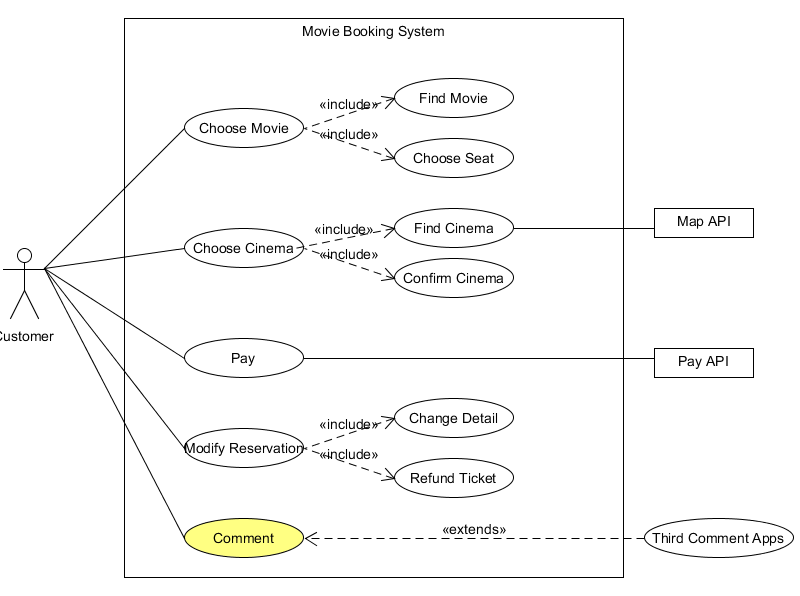 Movie Booking System
«include»
Find Movie
Choose Movie
«include»
Choose Seat
«include»
Find Cinema
Map API
Choose Cinema
«include»
Confirm Cinema
Customer
Pay
Pay API
«include»
Change Detail
Modify Reservation
«include»
Refund Ticket
«extends»
Comment
Third Comment Apps